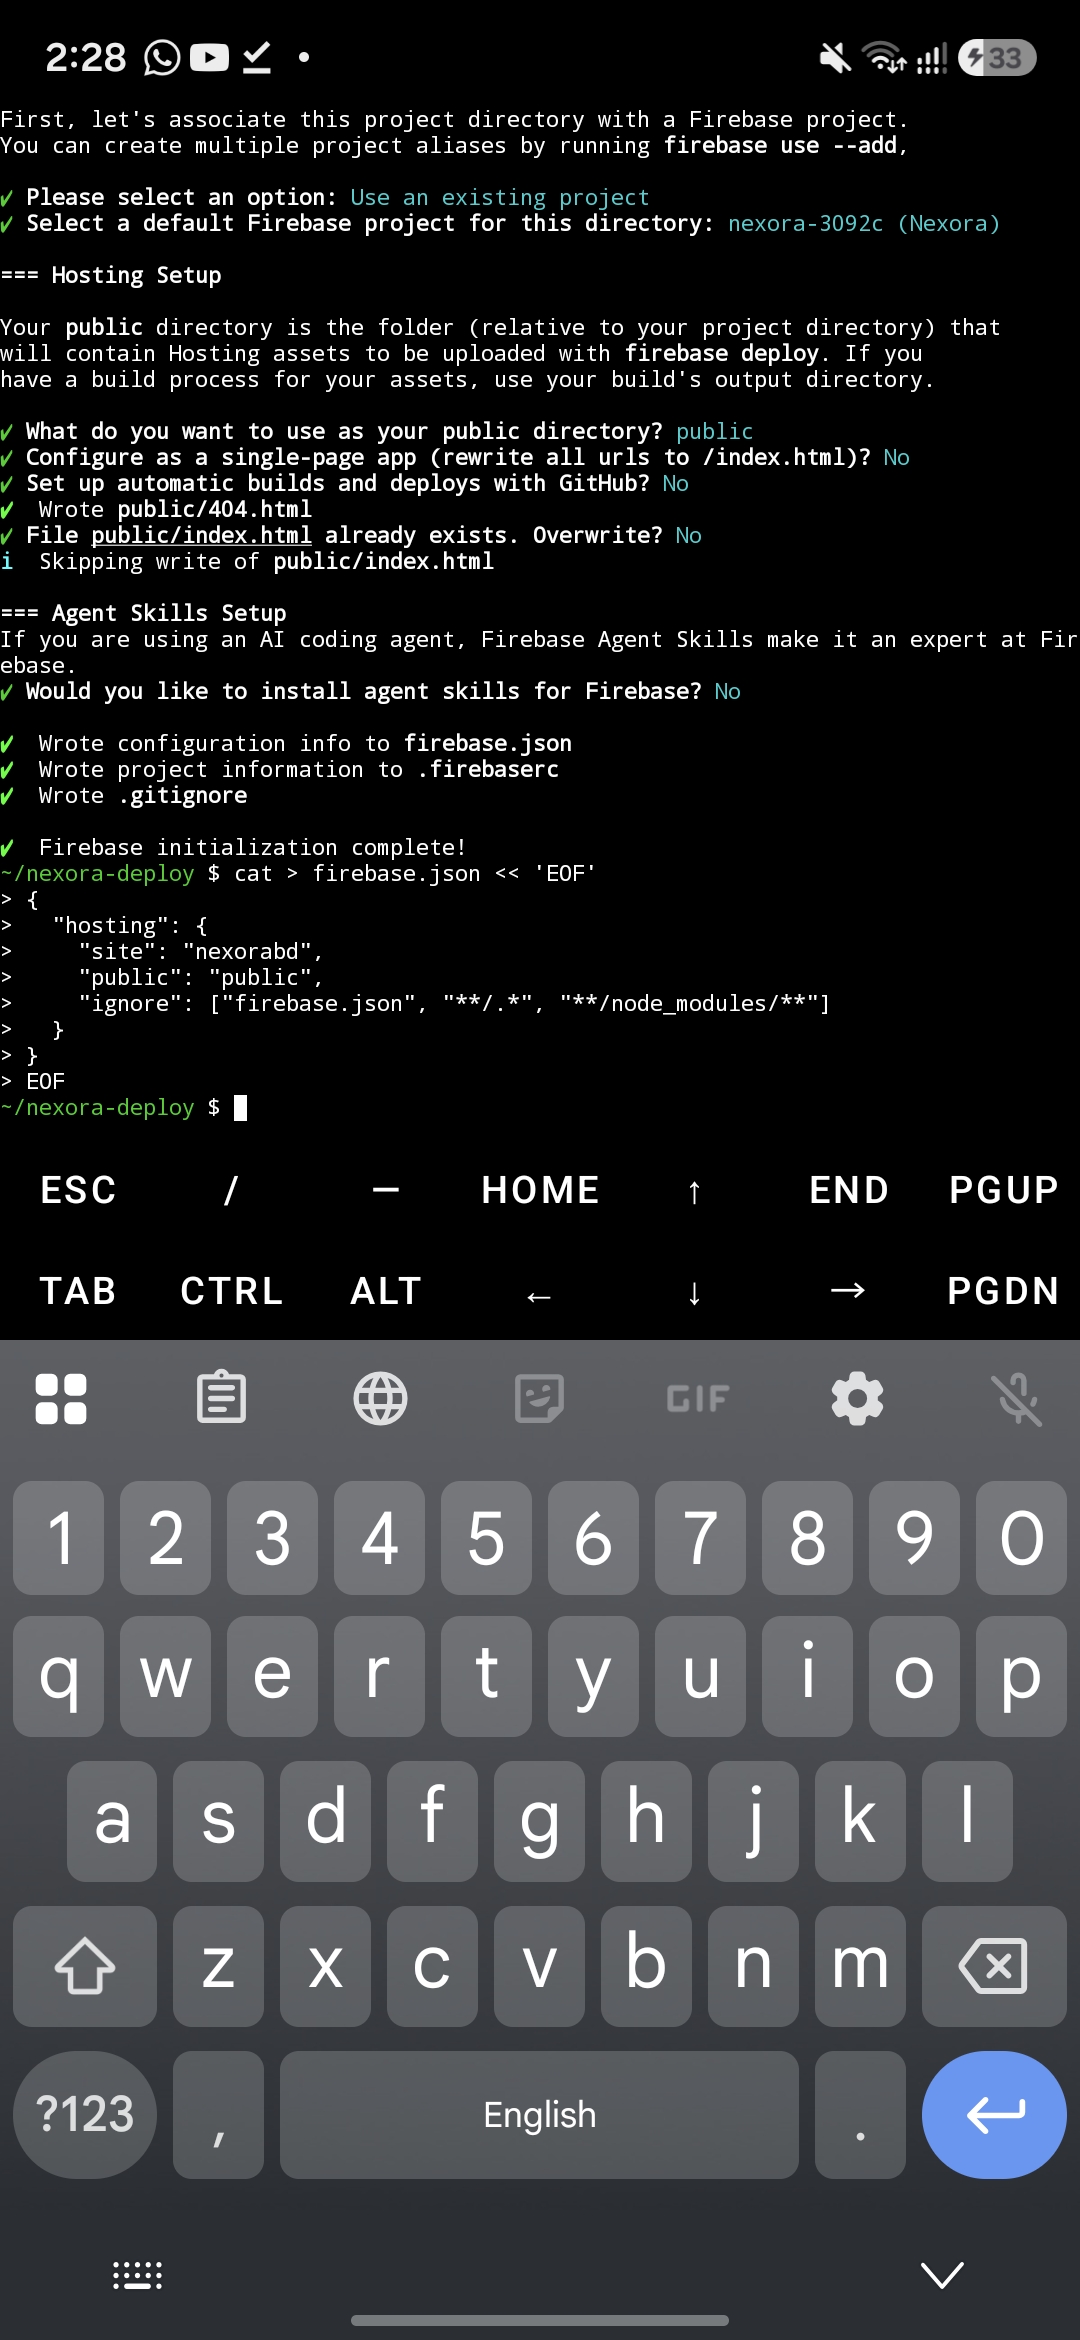 2:28
33
First, let's associate this project directory with a Firebase project.
You can create multiple project aliases by running firebase use --add,
✔ Please select an option: Use an existing project
✔ Select a default Firebase project for this directory: nexora-3092c (Nexora)
=== Hosting Setup
Your public directory is the folder (relative to your project directory) that
will contain Hosting assets to be uploaded with firebase deploy. If you
have a build process for your assets, use your build's output directory.
✔ What do you want to use as your public directory? public
✔ Configure as a single-page app (rewrite all urls to /index.html)? No
✔ Set up automatic builds and deploys with GitHub? No
✔  Wrote public/404.html
✔ File public/index.html already exists. Overwrite? No
i  Skipping write of public/index.html
=== Agent Skills Setup
If you are using an AI coding agent, Firebase Agent Skills make it an expert at Fir
ebase.
✔ Would you like to install agent skills for Firebase? No
✔  Wrote configuration info to firebase.json
✔  Wrote project information to .firebaserc
✔  Wrote .gitignore
✔  Firebase initialization complete!
~/nexora-deploy $ cat > firebase.json << 'EOF'
> {
>   "hosting": {
>     "site": "nexorabd",
>     "public": "public",
>     "ignore": ["firebase.json", "**/.*", "**/node_modules/**"]
>   }
> }
> EOF
~/nexora-deploy $
ESC / — HOME ↑ END PGUP
TAB CTRL ALT ← ↓ → PGDN
GIF
1 2 3 4 5 6 7 8 9 0
q w e r t y u i o p
a s d f g h j k l
z x c v b n m
?123 , English .